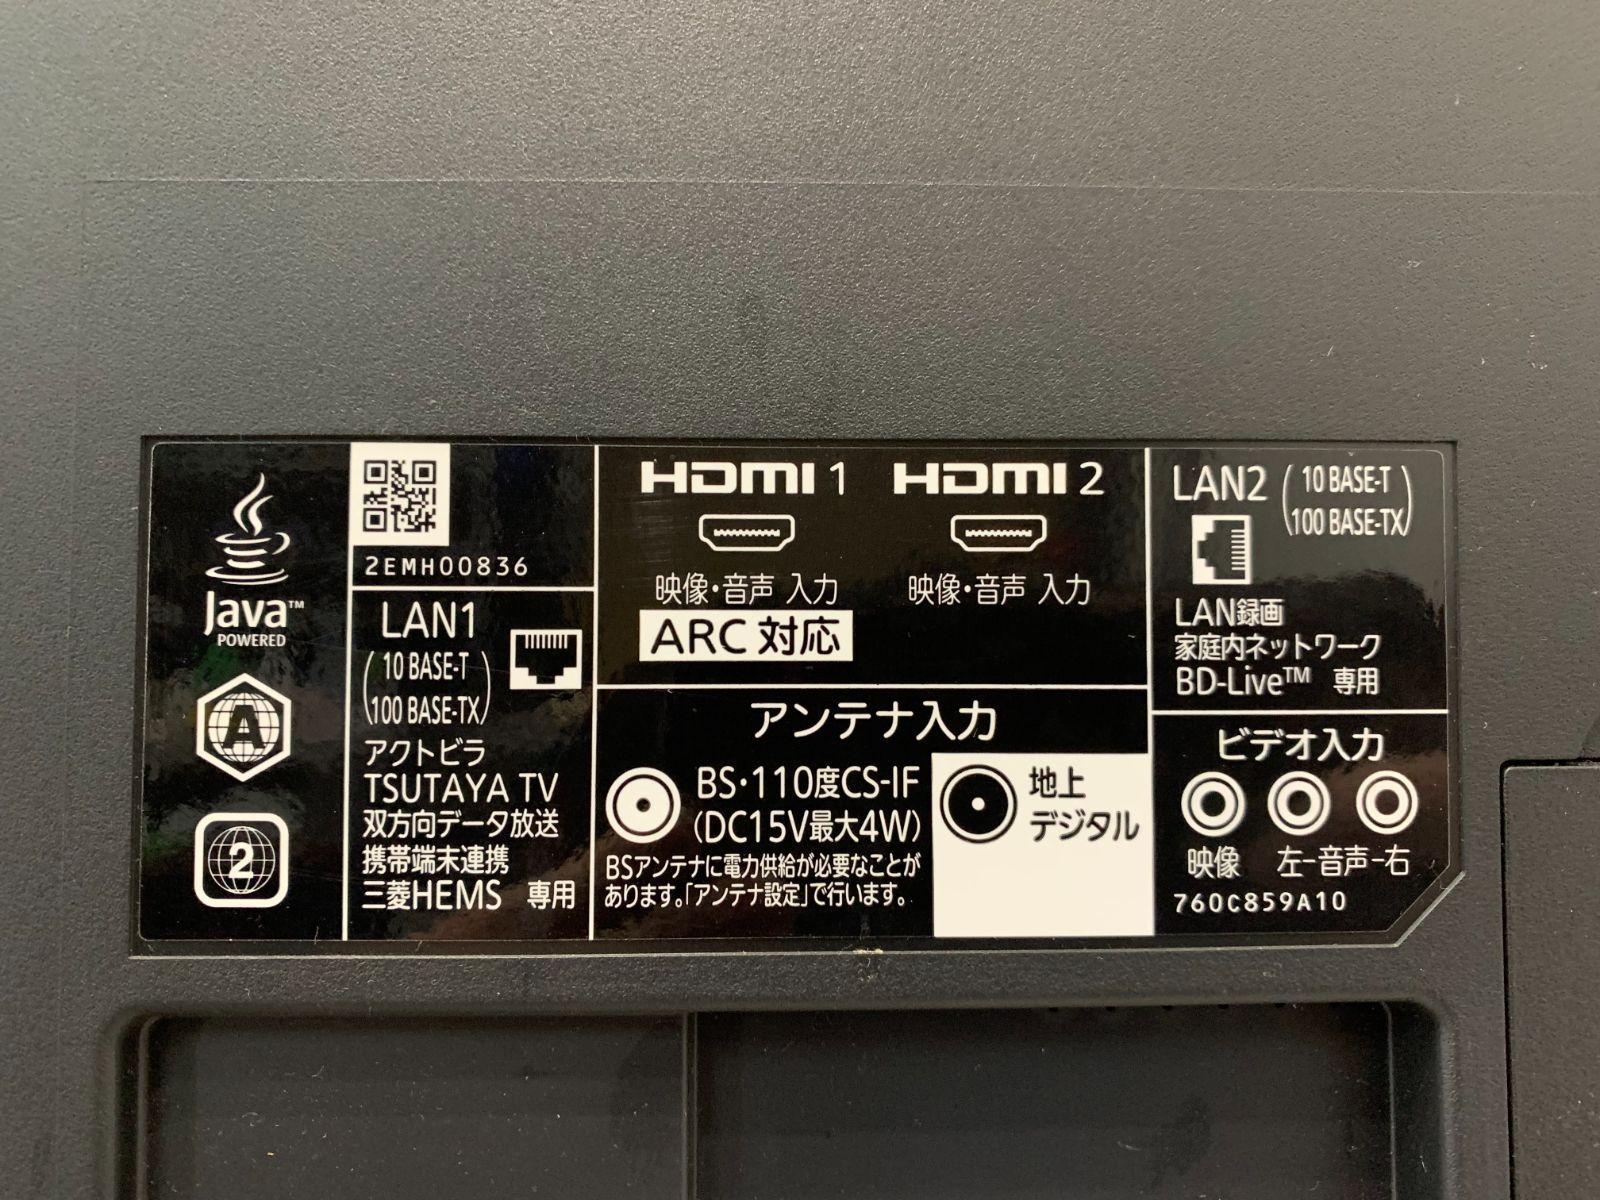 Java™
POWERED
A
2
2EMH00836
LAN1
(10 BASE-T
100 BASE-TX)
アクトビラ
TSUTAYA TV
双方向データ放送
携帯端末連携
三菱HEMS 専用
HDMI 1
映像・音声 入力
ARC 対応
HDMI 2
映像・音声 入力
アンテナ入力
BS・110度CS-IF
(DC15V最大4W)
BSアンテナに電力供給が必要なことが
あります。「アンテナ設定」で行います。
地上
デジタル
LAN2
(10 BASE-T
100 BASE-TX)
LAN録画
家庭内ネットワーク
BD-Live™ 専用
ビデオ入力
映像 左-音声-右
760C859A10